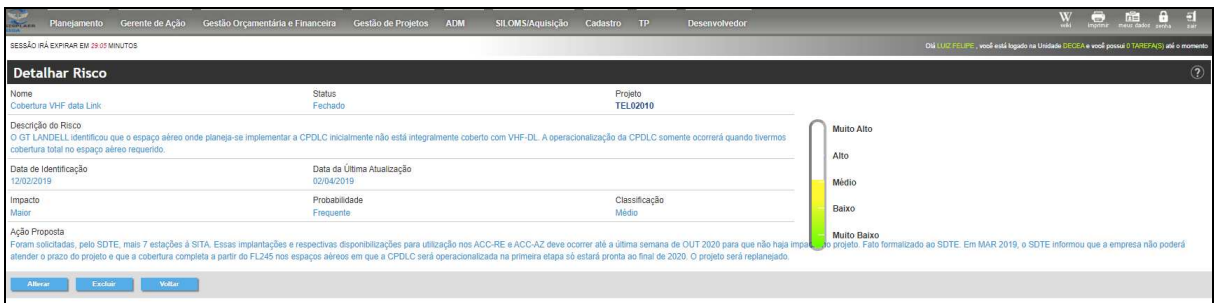 Planejamento Gerente de Ação Gestão Orçamentária e Financeira Gestão de Projetos ADM SILOMS/Aquisição Cadastro TP Desenvolvedor
wiki imprimir meus dados senha sair
SESSÃO IRÁ EXPIRAR EM 29:05 MINUTOS
Olá LUIZ FELIPE , você está logado na Unidade DECEA e você possui 0 TAREFA(S) até o momento
Detalhar Risco
Nome Status Projeto
Cobertura VHF data Link Fechado TEL02010
Descrição do Risco
O GT LANDELL identificou que o espaço aéreo onde planeja-se implementar a CPDLC inicialmente não está integralmente coberto com VHF-DL. A operacionalização da CPDLC somente ocorrerá quando tivermos
cobertura total no espaço aéreo requerido.
Data de Identificação Data da Última Atualização
12/02/2019 02/04/2019
Impacto Probabilidade Classificação
Maior Frequente Médio
Muito Alto
Alto
Médio
Baixo
Muito Baixo
Ação Proposta
Foram solicitadas, pelo SDTE, mais 7 estações à SITA. Essas implantações e respectivas disponibilizações para utilização nos ACC-RE e ACC-AZ deve ocorrer até a última semana de OUT 2020 para que não haja projeto. Fato formalizado ao SDTE. Em MAR 2019, o SDTE informou que a empresa não poderá
atender o prazo do projeto e que a cobertura completa a partir do FL245 nos espaços aéreos em que a CPDLC será operacionalizada na primeira etapa só estará pronta ao final de 2020. O projeto será replanejado.
Alterar Excluir Voltar